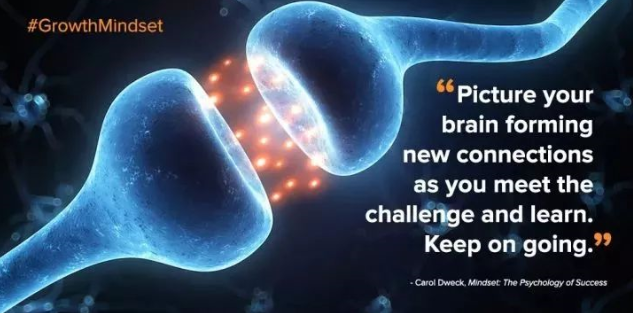 #GrowthMindset
“Picture your
brain forming
new connections
as you meet the
challenge and learn.
Keep on going.”
- Carol Dweck, Mindset: The Psychology of Success